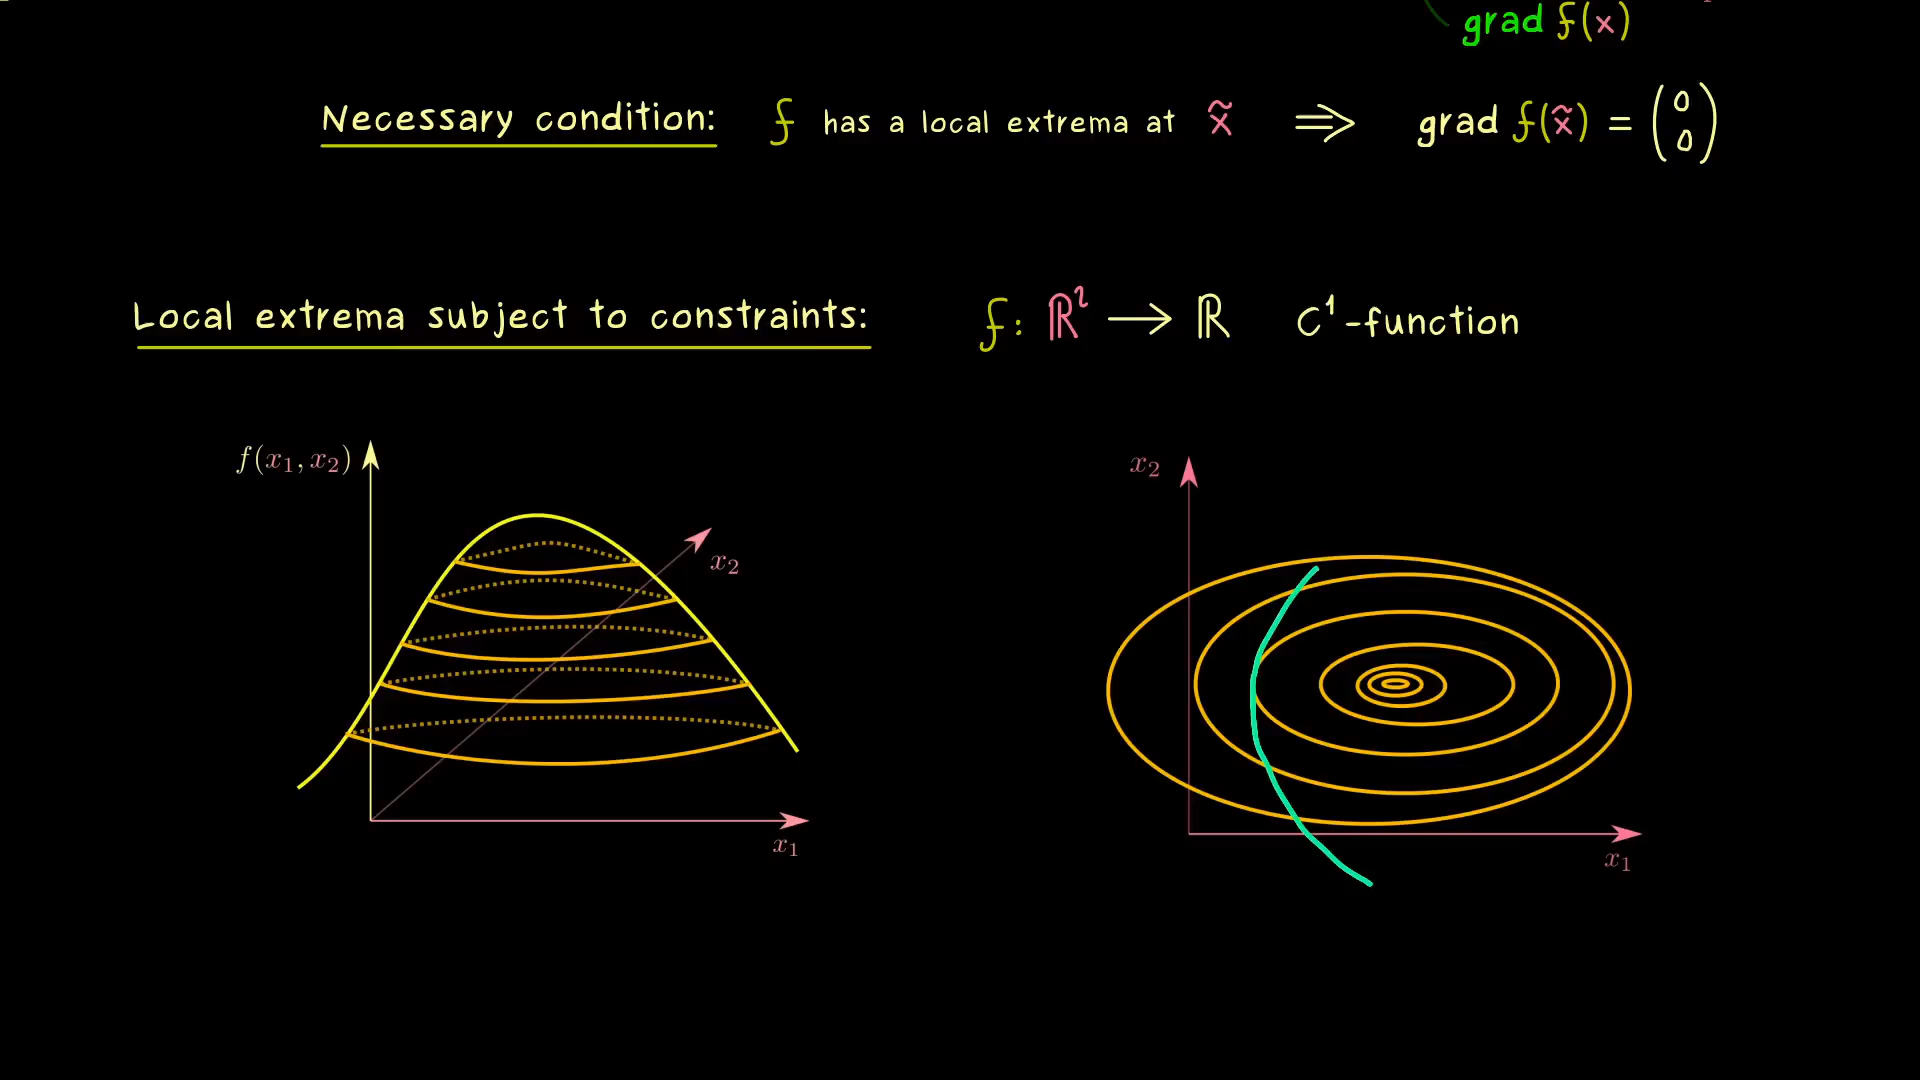 grad f(x)
Necessary condition: f has a local extrema at x̃ ⟹ grad f(x̃) = (0 0)
Local extrema subject to constraints: f: ℝ² ⟶ ℝ C¹-function
f(x₁, x₂)
x₂
x₁
x₂
x₁